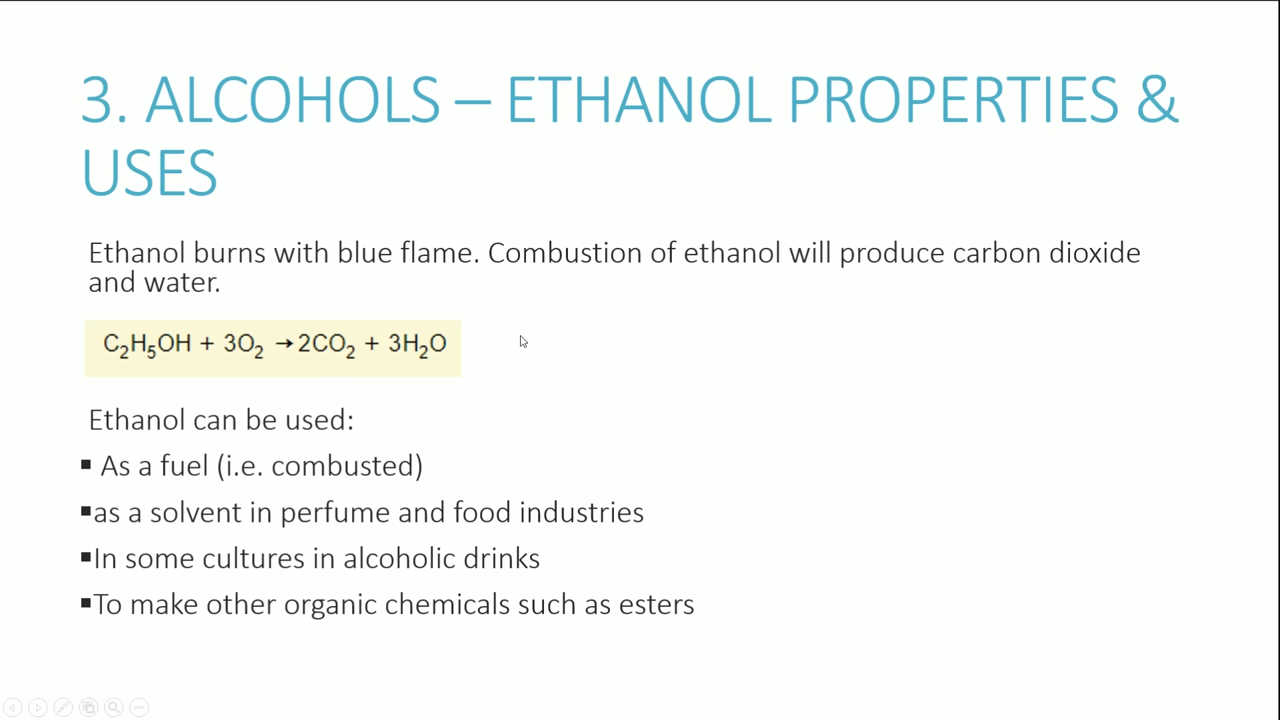 3. ALCOHOLS – ETHANOL PROPERTIES &
USES
Ethanol burns with blue flame. Combustion of ethanol will produce carbon dioxide
and water.
C₂H₅OH + 3O₂ →2CO₂ + 3H₂O
Ethanol can be used:
▪ As a fuel (i.e. combusted)
▪as a solvent in perfume and food industries
▪In some cultures in alcoholic drinks
▪To make other organic chemicals such as esters